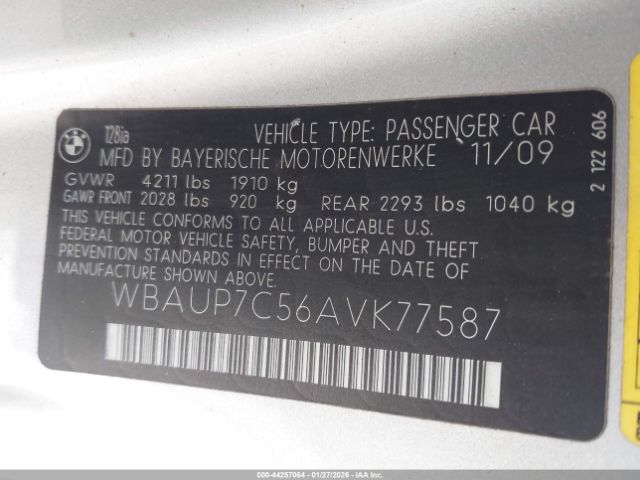 128ia VEHICLE TYPE: PASSENGER CAR
MFD BY BAYERISCHE MOTORENWERKE 11/09
GVWR 4211 lbs 1910 kg
GAWR FRONT 2028 lbs 920 kg REAR 2293 lbs 1040 kg
THIS VEHICLE CONFORMS TO ALL APPLICABLE U.S.
FEDERAL MOTOR VEHICLE SAFETY, BUMPER AND THEFT
PREVENTION STANDARDS IN EFFECT ON THE DATE OF
MANUFACTURE SHOWN ABOVE.
WBAUP7C56AVK77587
2 122 606
000-44257064 | 01/27/2026 | IAA Inc.